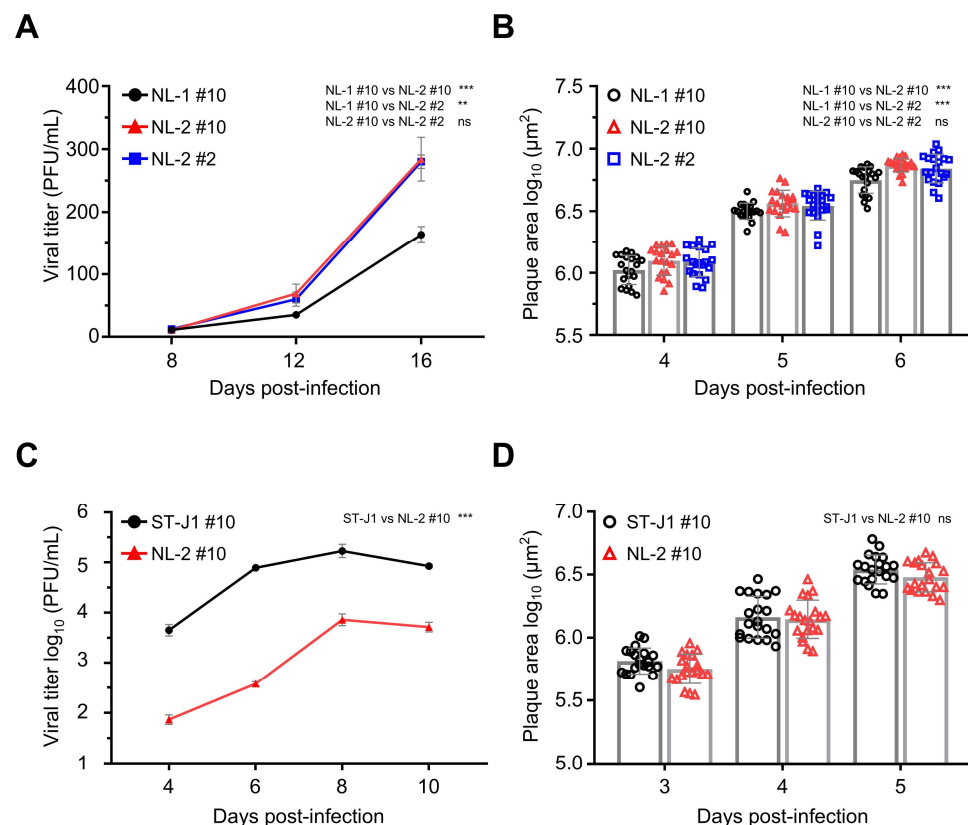 A
Viral titer (PFU/mL)
400
300
200
100
0
NL-1 #10
NL-2 #10
NL-2 #2
NL-1 #10 vs NL-2 #10 ***
NL-1 #10 vs NL-2 #2 **
NL-2 #10 vs NL-2 #2 ns
8 12 16
Days post-infection
B
Plaque area log10 (µm²)
7.5
7.0
6.5
6.0
5.5
NL-1 #10
NL-2 #10
NL-2 #2
NL-1 #10 vs NL-2 #10 ***
NL-1 #10 vs NL-2 #2 ***
NL-2 #10 vs NL-2 #2 ns
4 5 6
Days post-infection
C
Viral titer log10 (PFU/mL)
6
5
4
3
2
1
ST-J1 #10
NL-2 #10
ST-J1 vs NL-2 #10 ***
4 6 8 10
Days post-infection
D
Plaque area log10 (µm²)
7.0
6.5
6.0
5.5
5.0
ST-J1 #10
NL-2 #10
ST-J1 vs NL-2 #10 ns
3 4 5
Days post-infection